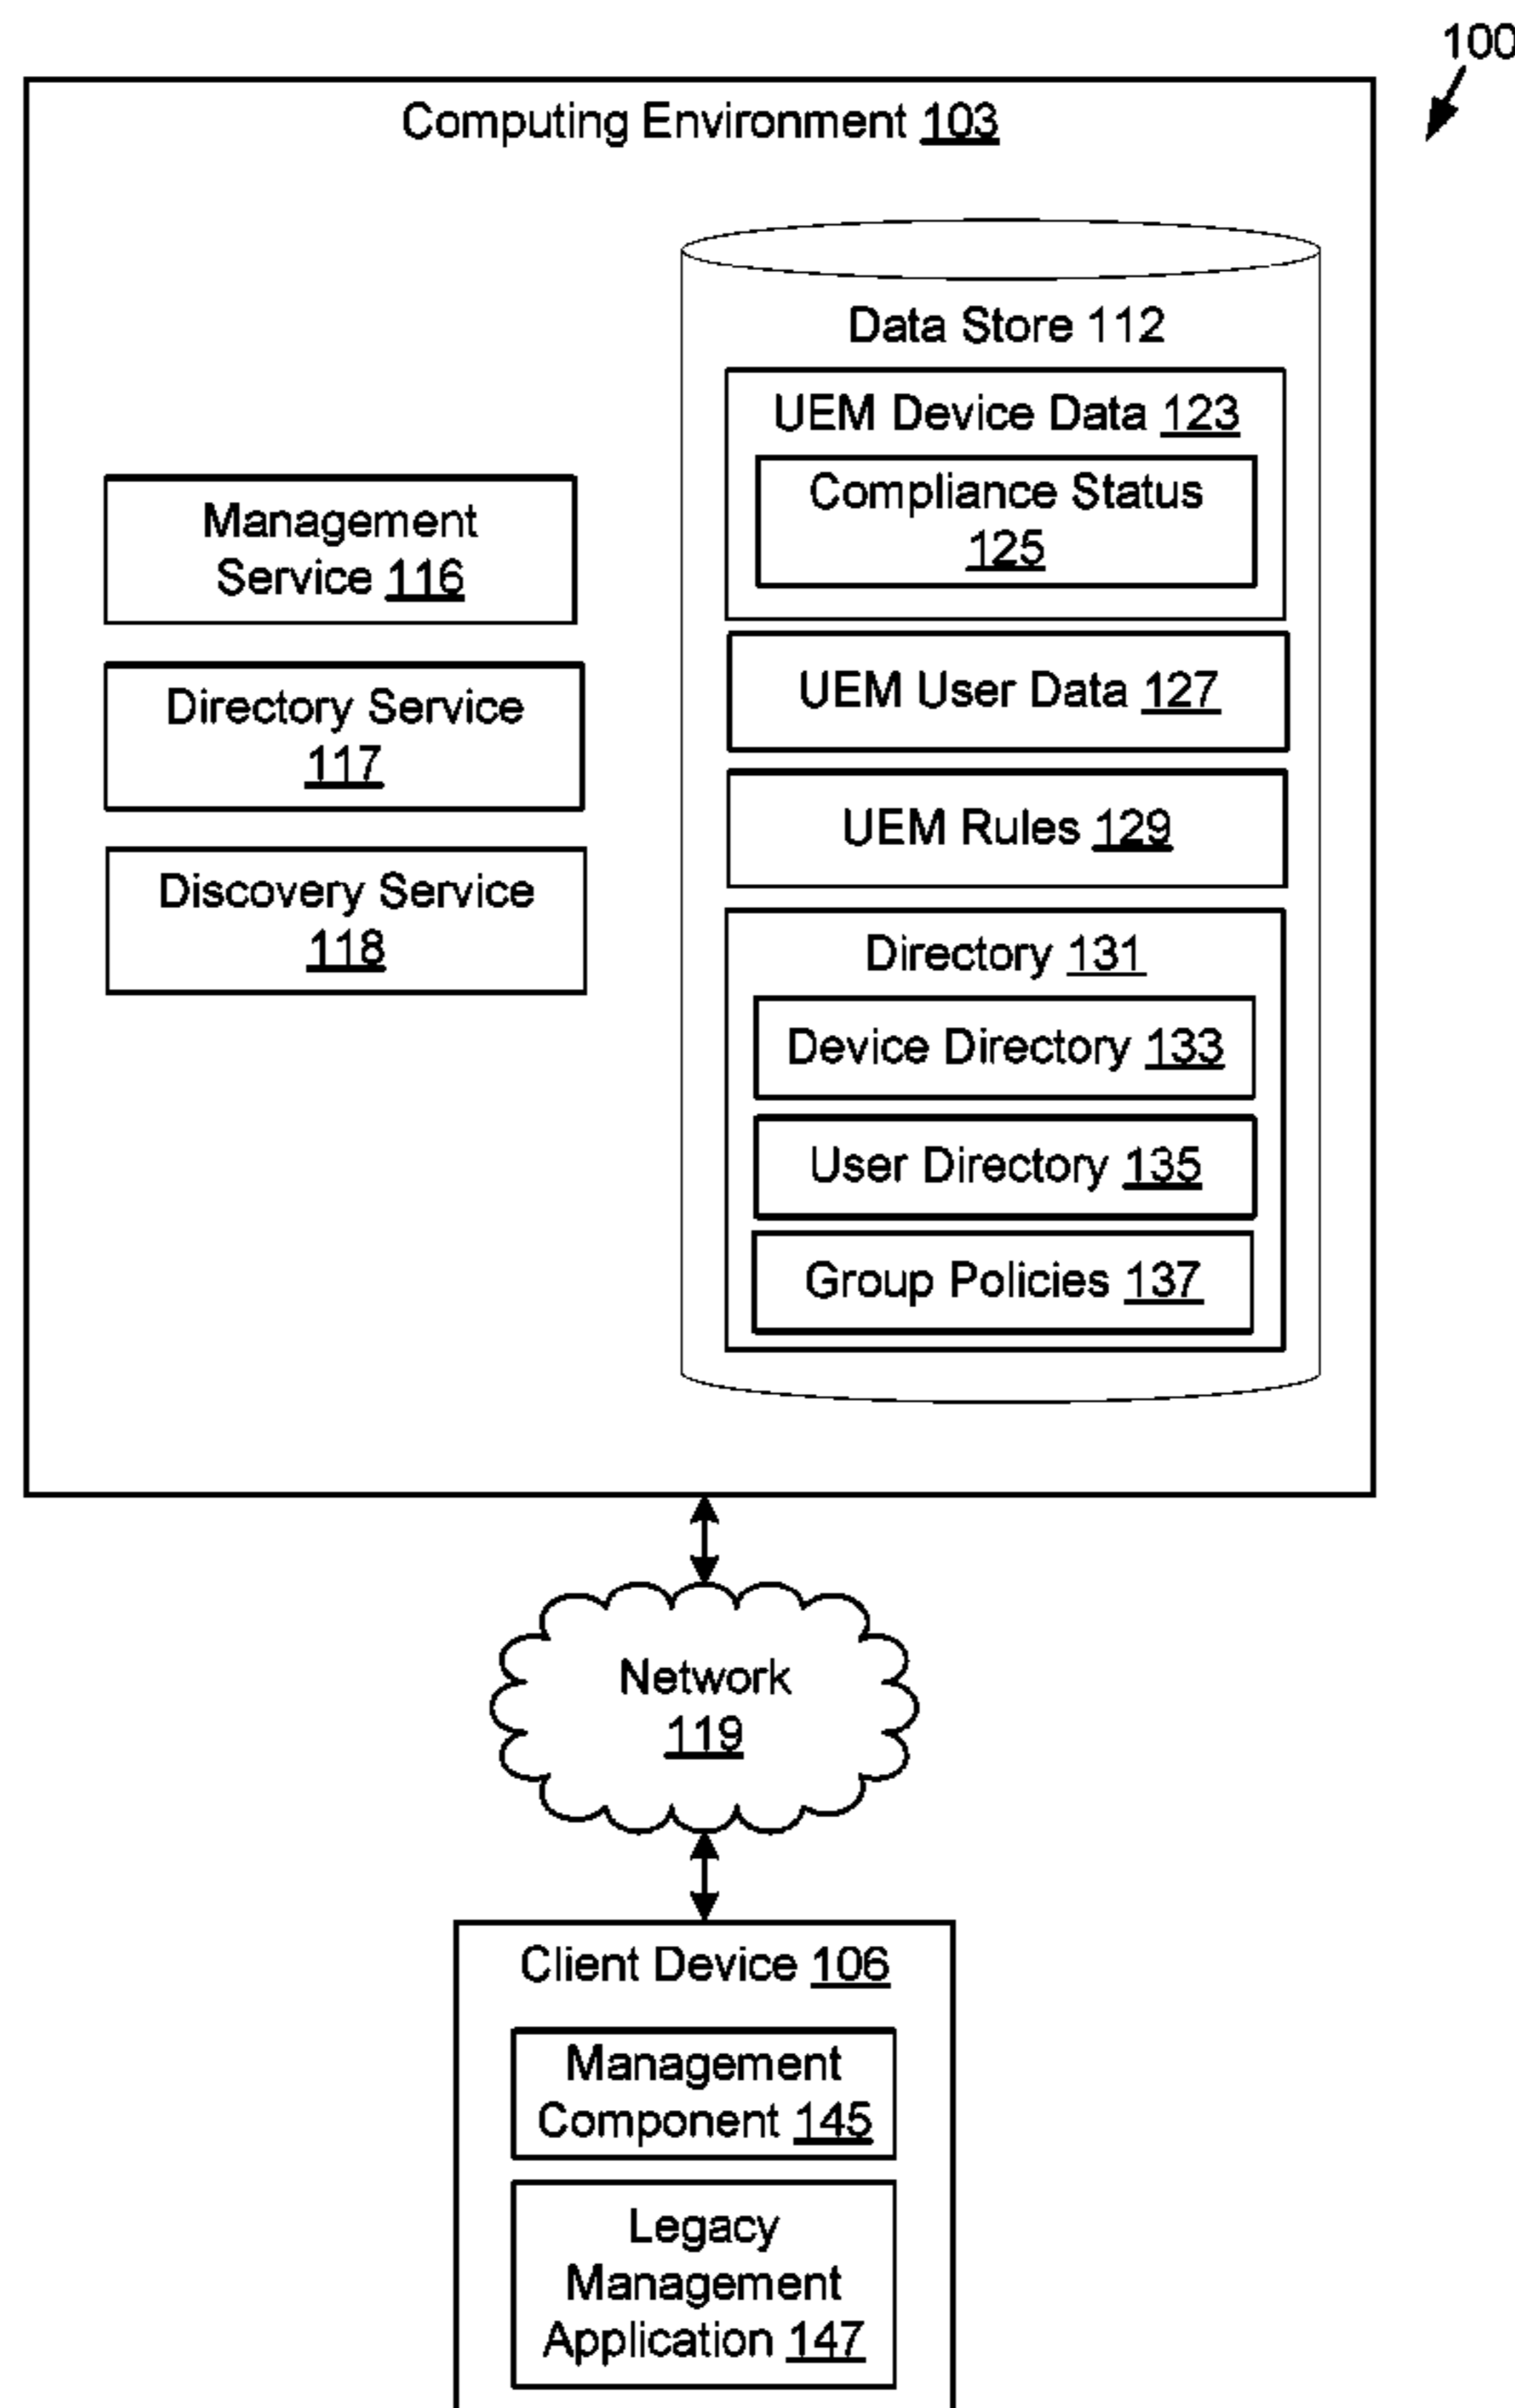 100
Computing Environment 103
Management
Service 116
Directory Service
117
Discovery Service
118
Data Store 112
UEM Device Data 123
Compliance Status
125
UEM User Data 127
UEM Rules 129
Directory 131
Device Directory 133
User Directory 135
Group Policies 137
Network
119
Client Device 106
Management
Component 145
Legacy
Management
Application 147